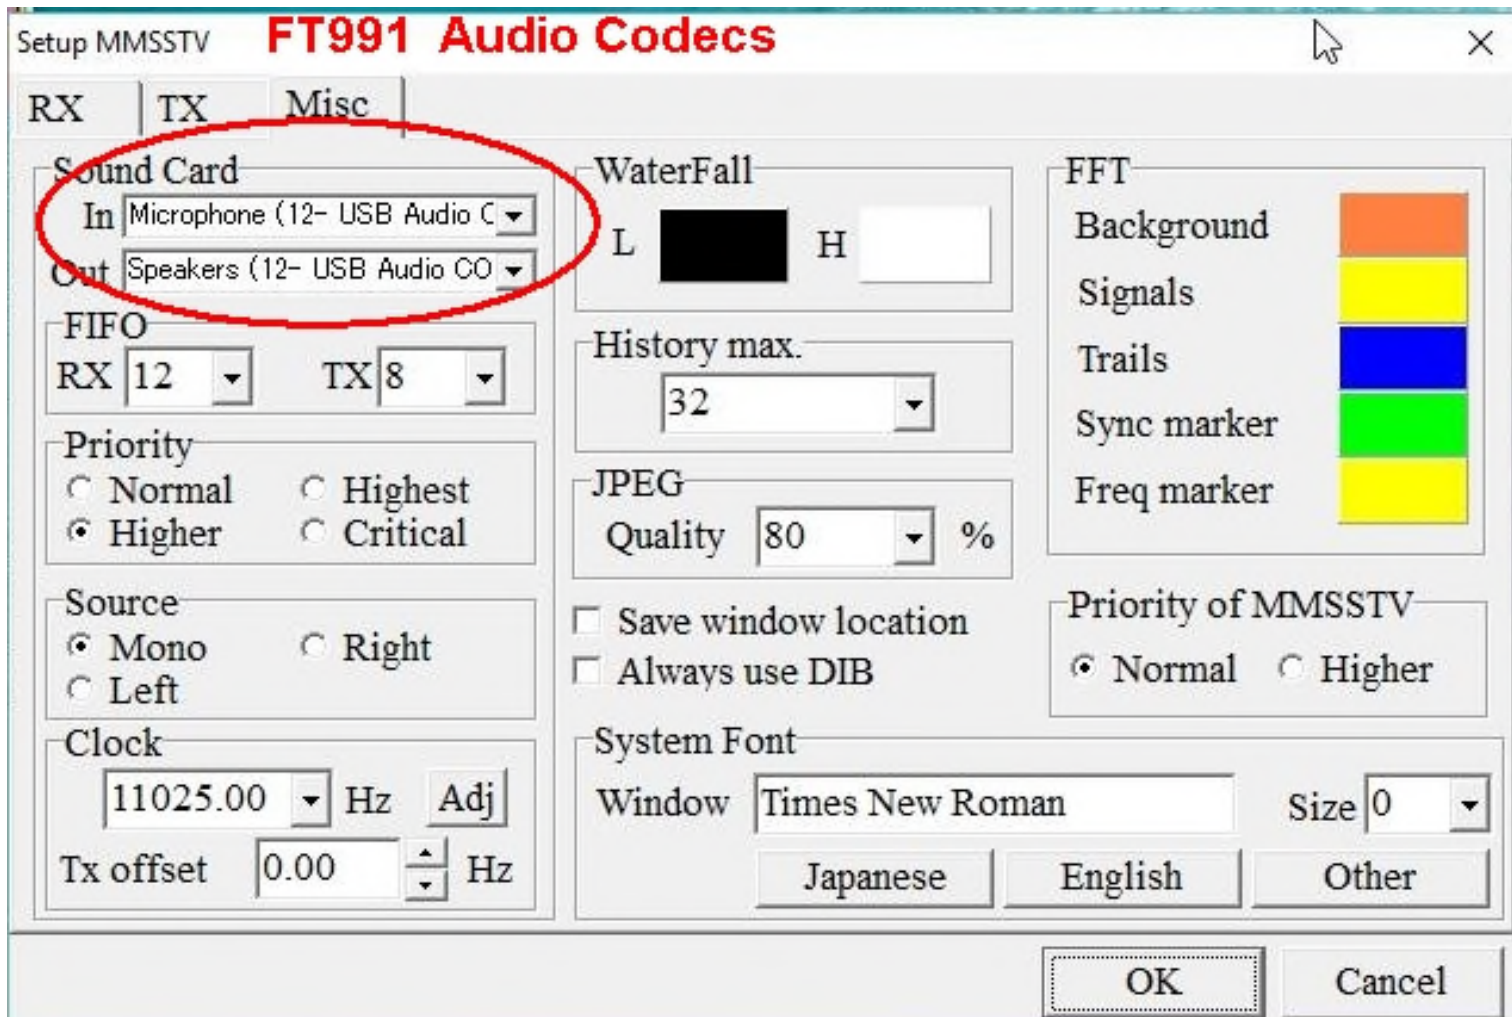 Setup MMSSTV FT991 Audio Codecs
RX TX Misc
Sound Card
In Microphone (12- USB Audio C
Out Speakers (12- USB Audio CO
FIFO
RX 12 TX 8
Priority
Normal Highest
Higher Critical
Source
Mono Right
Left
Clock
11025.00 Hz Adj
Tx offset 0.00 Hz
WaterFall
L H
History max.
32
JPEG
Quality 80 %
Save window location
Always use DIB
FFT
Background
Signals
Trails
Sync marker
Freq marker
Priority of MMSSTV
Normal Higher
System Font
Window Times New Roman Size 0
Japanese English Other
OK Cancel